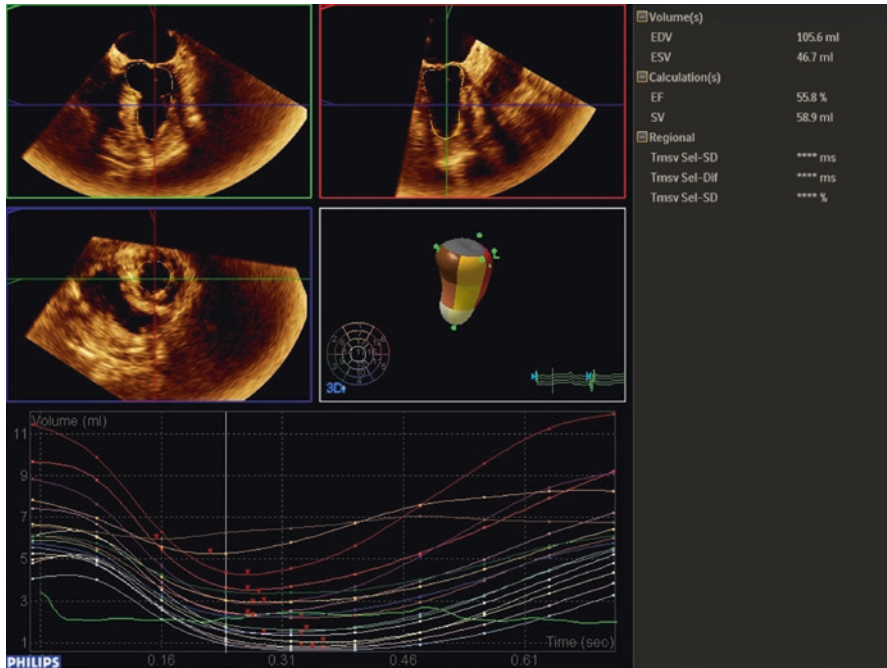 Volume(s)
EDV 105.6 ml
ESV 46.7 ml
Calculation(s)
EF 55.8 %
SV 58.9 ml
Regional
Tmsv Sel-SD **** ms
Tmsv Sel-Dif **** ms
Tmsv Sel-SD **** %
3D
Volume (ml)
11
9
7
5
3
1
Time (sec)
0.16 0.31 0.46 0.61
PHILIPS